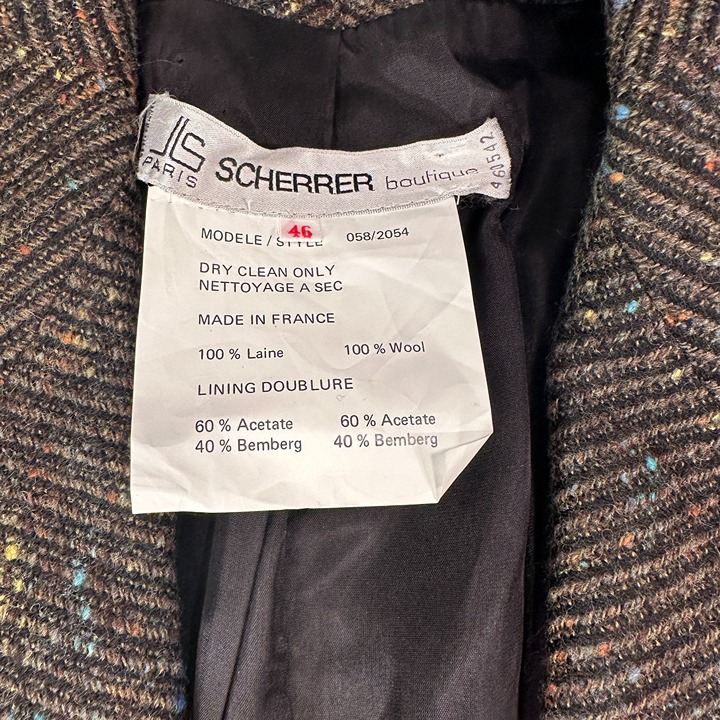 JLS
PARIS
SCHERRER boutique
460542
46
MODELE / STYLE 058/2054
DRY CLEAN ONLY
NETTOYAGE A SEC
MADE IN FRANCE
100 % Laine 100 % Wool
LINING DOUBLURE
60 % Acetate 60 % Acetate
40 % Bemberg 40 % Bemberg